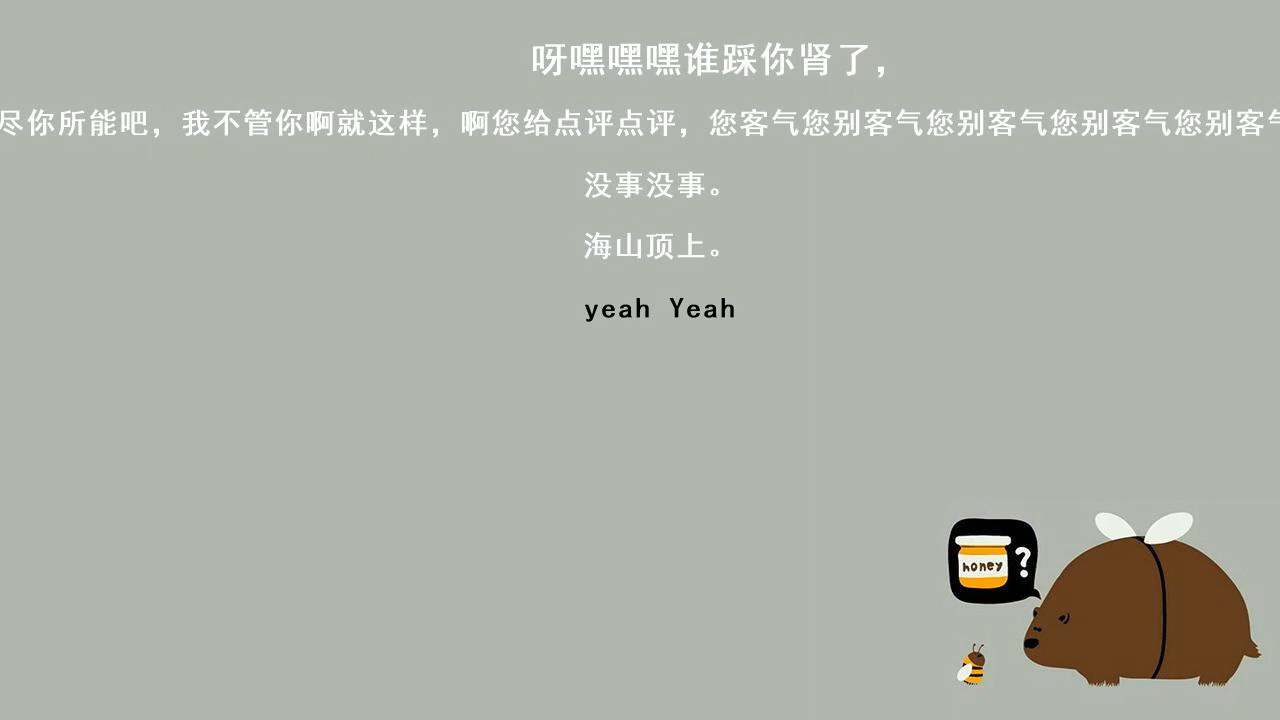 呀嘿嘿嘿谁踩你肾了，
尽你所能吧，我不管你啊就这样，啊您给点评点评，您客气您别客气您别客气您别客气您别客气
没事没事。
海山顶上。
yeah Yeah
honey ?